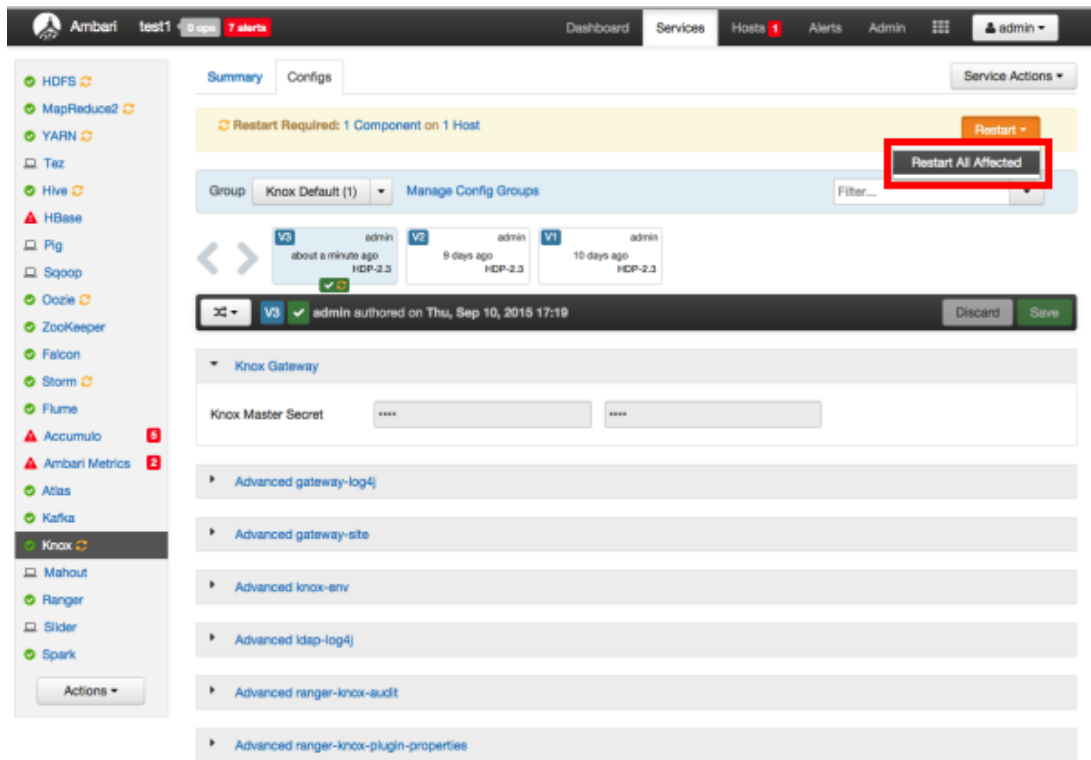 Ambari test1 0 ops 7 alerts Dashboard Services Hosts 1 Alerts Admin admin
HDFS
MapReduce2
YARN
Tez
Hive
HBase
Pig
Sqoop
Oozie
ZooKeeper
Falcon
Storm
Flume
Accumulo 5
Ambari Metrics 2
Atlas
Kafka
Knox
Mahout
Ranger
Slider
Spark
Actions
Summary Configs Service Actions
Restart Required: 1 Component on 1 Host Restart
Restart All Affected
Group Knox Default (1) Manage Config Groups Filter...
V3 admin
about a minute ago
HDP-2.3
V2 admin
9 days ago
HDP-2.3
V1 admin
10 days ago
HDP-2.3
V3 admin authored on Thu, Sep 10, 2015 17:19 Discard Save
Knox Gateway
Knox Master Secret •••• ••••
Advanced gateway-log4j
Advanced gateway-site
Advanced knox-env
Advanced ldap-log4j
Advanced ranger-knox-audit
Advanced ranger-knox-plugin-properties